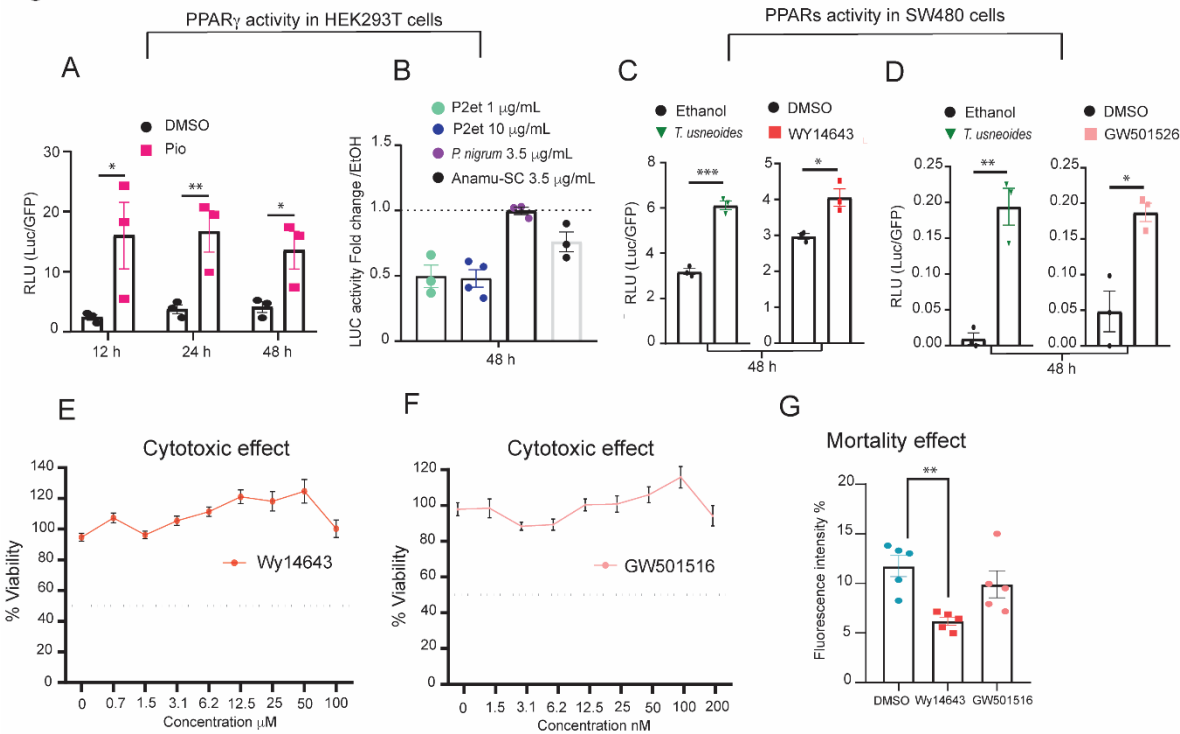 PPARγ activity in HEK293T cells
PPARs activity in SW480 cells
A
DMSO
Pio
RLU (Luc/GFP)
30
20
10
0
*
**
*
12 h
24 h
48 h
B
P2et 1 μg/mL
P2et 10 μg/mL
P. nigrum 3.5 μg/mL
Anamu-SC 3.5 μg/mL
LUC activity Fold change /EtOH
1.5
1.0
0.5
0.0
48 h
C
Ethanol
T. usneoides
DMSO
WY14643
RLU (Luc/GFP)
8
6
4
2
0
***
5
4
3
2
1
0
*
48 h
D
Ethanol
T. usneoides
DMSO
GW501526
RLU (Luc/GFP)
0.25
0.20
0.15
0.10
0.05
0.00
**
0.25
0.20
0.15
0.10
0.05
0.00
*
48 h
E
Cytotoxic effect
% Viability
140
120
100
80
60
40
20
0
Wy14643
0 0.7 1.5 3.1 6.2 12.5 25 50 100
Concentration μM
F
Cytotoxic effect
% Viability
120
100
80
60
40
20
0
GW501516
0 1.5 3.1 6.2 12.5 25 50 100 200
Concentration nM
G
Mortality effect
Fluorescence intensity %
20
15
10
5
0
**
DMSO Wy14643 GW501516